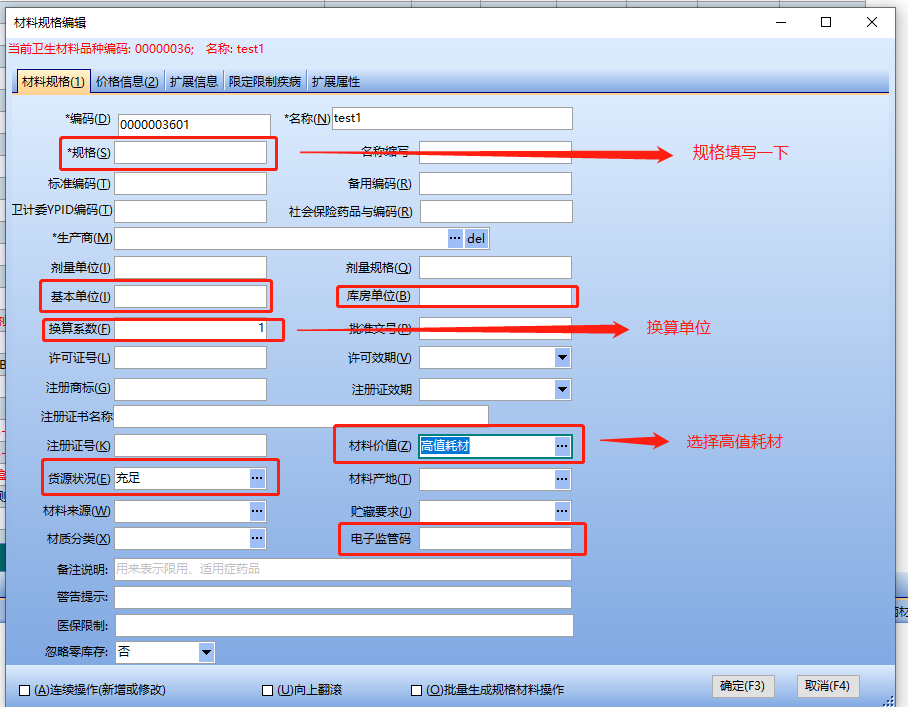 材料规格编辑
当前卫生材料品种编码: 00000036; 名称: test1
材料规格(1) 价格信息(2) 扩展信息 限定限制疾病 扩展属性
*编码(D) 0000003601 *名称(N) test1
*规格(S) 名称缩写 规格填写一下
标准编码(T) 备用编码(R)
卫计委YPID编码(T) 社会保险药品与编码(R)
*生产商(M) ... del
剂量单位(I) 剂量规格(Q)
基本单位(I) 库房单位(B)
换算系数(F) 1 批准文号(P) 换算单位
许可证号(L) 许可效期(V)
注册商标(G) 注册证效期
注册证书名称
注册证号(K) 材料价值(Z) 高值耗材 ... 选择高值耗材
货源状况(E) 充足 ... 材料产地(T) ...
材料来源(W) ... 贮藏要求(J) ...
材质分类(X) ... 电子监管码
备注说明: 用来表示限用、适用症药品
警告提示:
医保限制:
忽略零库存: 否
(A)连续操作(新增或修改) (U)向上翻滚 (O)批量生成规格材料操作 确定(F3) 取消(F4)